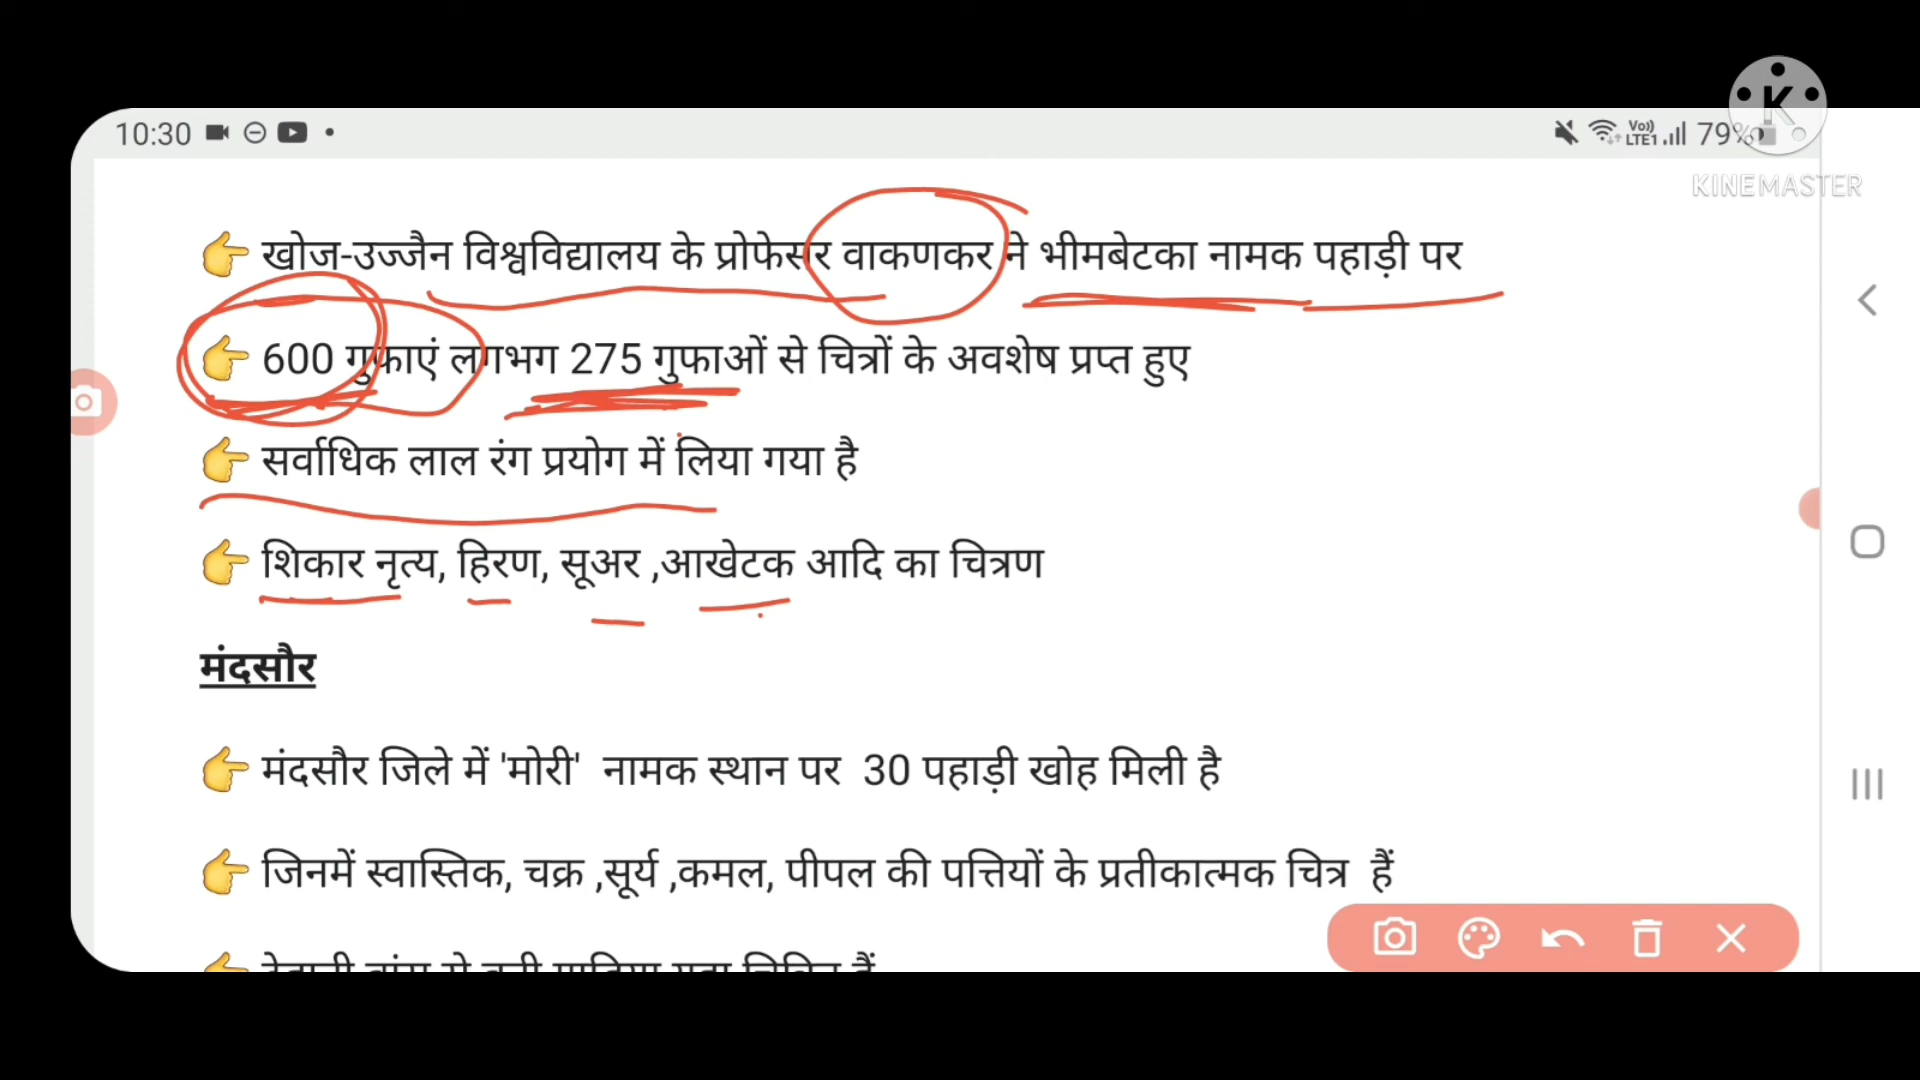 10:30
Vo)) LTE1 79%
KINEMASTER
👉 खोज-उज्जैन विश्वविद्यालय के प्रोफेसर वाकणकर ने भीमबेटका नामक पहाड़ी पर
👉 600 गुफाएं लगभग 275 गुफाओं से चित्रों के अवशेष प्राप्त हुए
👉 सर्वाधिक लाल रंग प्रयोग में लिया गया है
👉 शिकार नृत्य, हिरण, सूअर ,आखेटक आदि का चित्रण
मंदसौर
👉 मंदसौर जिले में 'मोरी' नामक स्थान पर 30 पहाड़ी खोह मिली है
👉 जिनमें स्वास्तिक, चक्र ,सूर्य ,कमल, पीपल की पत्तियों के प्रतीकात्मक चित्र हैं